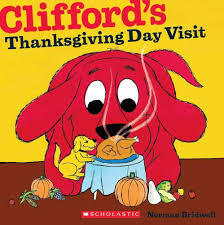 Clifford's
Thanksgiving Day Visit
SCHOLASTIC
Norman Bridwell